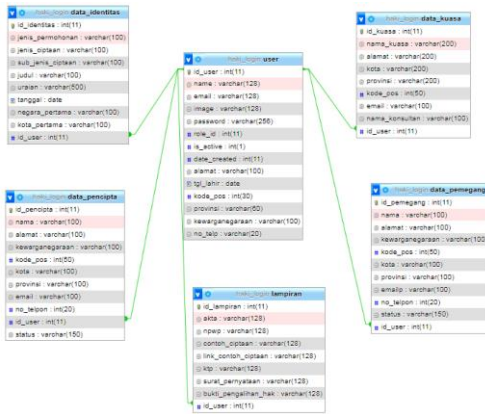 haki_login data_identitas
id_identitas : int(11)
jenis_permohonan : varchar(100)
jenis_ciptaan : varchar(100)
sub_jenis_ciptaan : varchar(100)
judul : varchar(100)
uraian : varchar(500)
tanggal : date
negara_pertama : varchar(100)
kota_pertama : varchar(100)
id_user : int(11)
haki_login user
id_user : int(11)
name : varchar(128)
email : varchar(128)
image : varchar(128)
password : varchar(256)
role_id : int(11)
is_active : int(1)
date_created : int(11)
alamat : varchar(100)
tgl_lahir : date
kode_pos : int(30)
provinsi : varchar(60)
kewarganegaraan : varchar(100)
no_telp : varchar(20)
haki_login data_kuasa
id_kuasa : int(11)
nama_kuasa : varchar(200)
alamat : varchar(200)
kota : varchar(200)
provinsi : varchar(200)
kode_pos : int(50)
email : varchar(100)
nama_konsultan : varchar(100)
id_user : int(11)
haki_login data_pencipta
id_pencipta : int(11)
nama : varchar(100)
alamat : varchar(100)
kewarganegaraan : varchar(100)
kode_pos : int(50)
kota : varchar(100)
provinsi : varchar(100)
email : varchar(100)
no_telpon : int(20)
id_user : int(11)
status : varchar(150)
haki_login lampiran
id_lampiran : int(11)
akta : varchar(128)
npwp : varchar(128)
contoh_ciptaan : varchar(128)
link_contoh_ciptaan : varchar(128)
ktp : varchar(128)
surat_pernyataan : varchar(128)
bukti_pengalihan_hak : varchar(128)
id_user : int(11)
haki_login data_pemegang
id_pemegang : int(11)
nama : varchar(100)
alamat : varchar(100)
kewarganegaraan : varchar(100)
kode_pos : int(50)
kota : varchar(100)
provinsi : varchar(100)
emailp : varchar(100)
no_telpon : int(20)
status : varchar(150)
id_user : int(11)